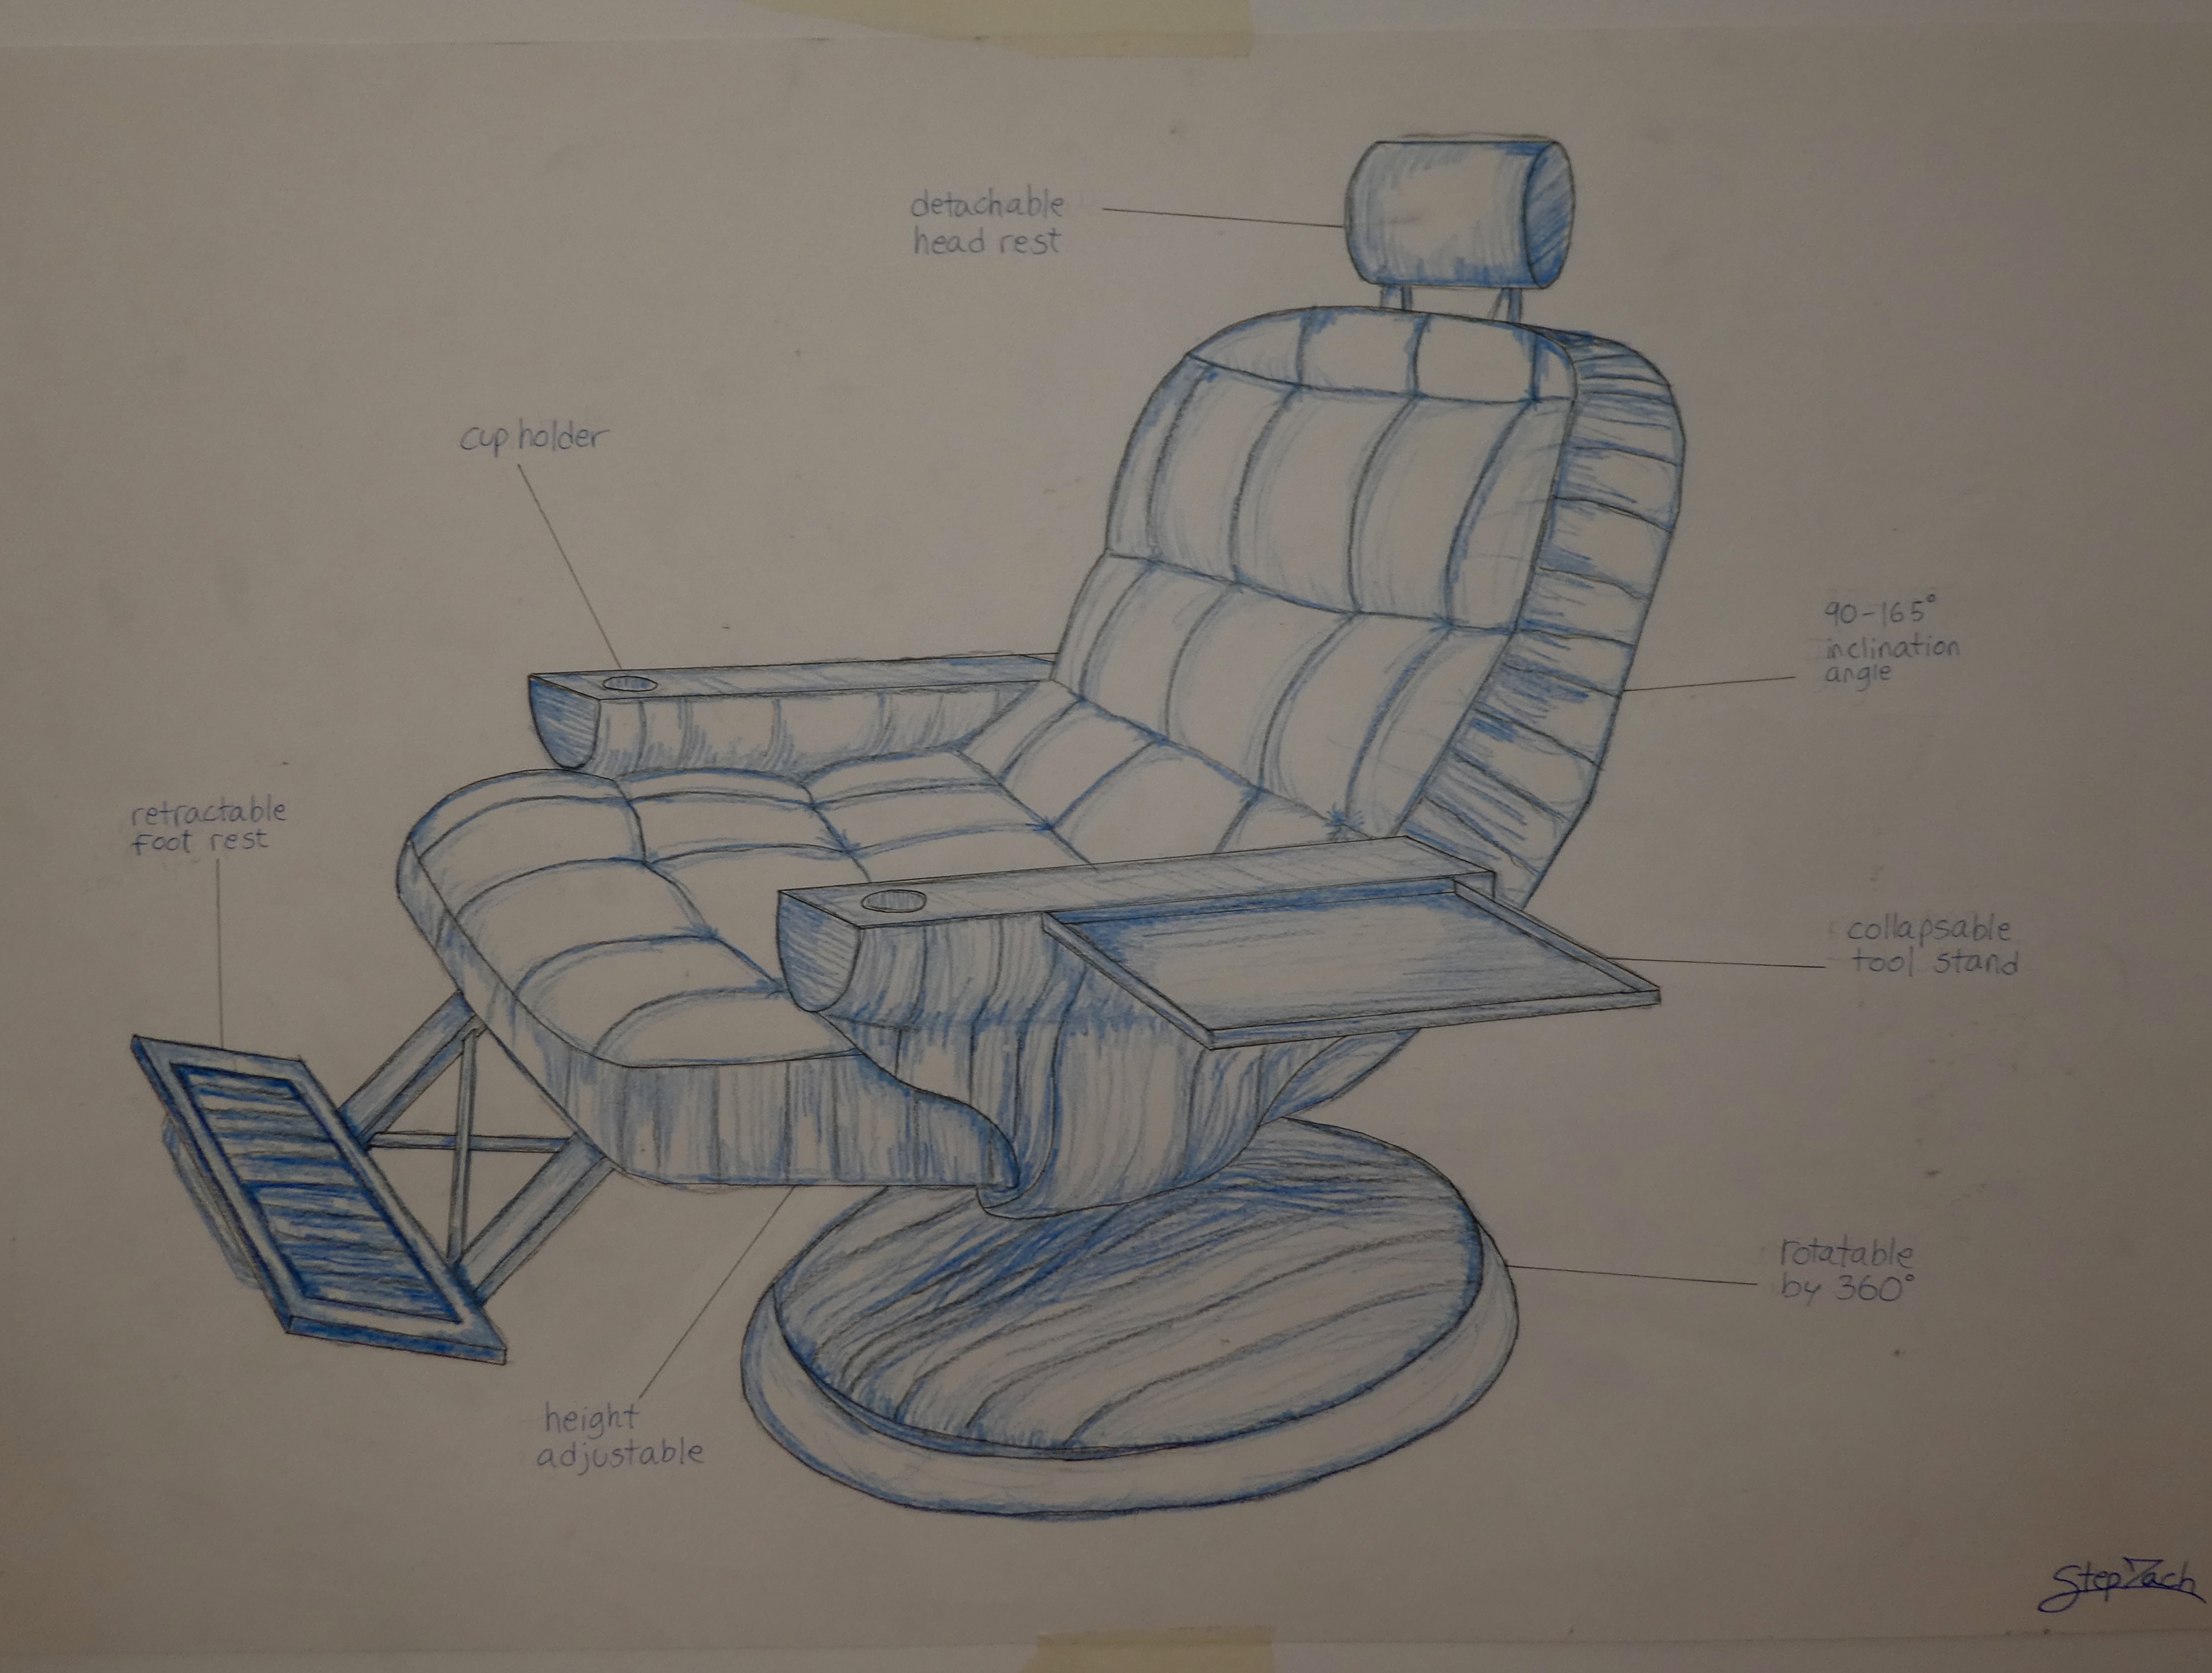 detachable
head rest
cup holder
90-165°
inclination
angle
retractable
foot rest
collapsable
tool stand
rotatable
by 360°
height
adjustable
StepZach